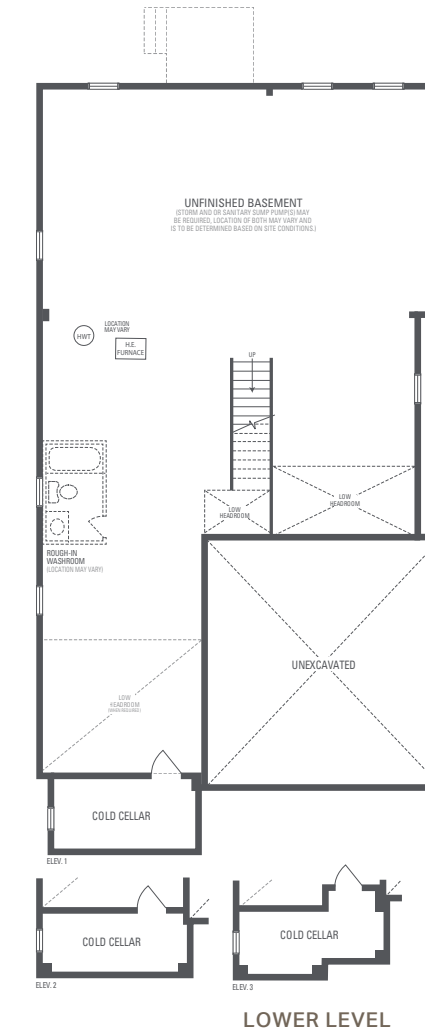 UNFINISHED BASEMENT
(STORM AND OR SANITARY SUMP PUMP(S) MAY
BE REQUIRED, LOCATION OF BOTH MAY VARY AND
IS TO BE DETERMINED BASED ON SITE CONDITIONS.)
LOCATION
MAY VARY
HWT
H.E.
FURNACE
UP
LOW
HEADROOM
LOW
HEADROOM
ROUGH-IN
WASHROOM
(LOCATION MAY VARY)
UNEXCAVATED
LOW
HEADROOM
(WHEN REQUIRED)
COLD CELLAR
ELEV. 1
COLD CELLAR
ELEV. 2
COLD CELLAR
ELEV. 3
LOWER LEVEL